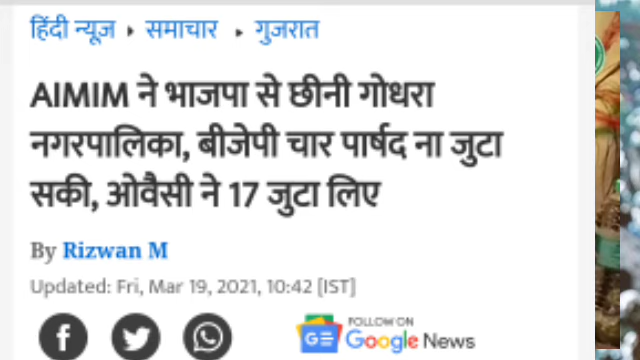 हिंदी न्यूज़ ▸ समाचार ▸ गुजरात
AIMIM ने भाजपा से छीनी गोधरा
नगरपालिका, बीजेपी चार पार्षद ना जुटा
सकी, ओवैसी ने 17 जुटा लिए
By Rizwan M
Updated: Fri, Mar 19, 2021, 10:42 [IST]
FOLLOW ON
Google News